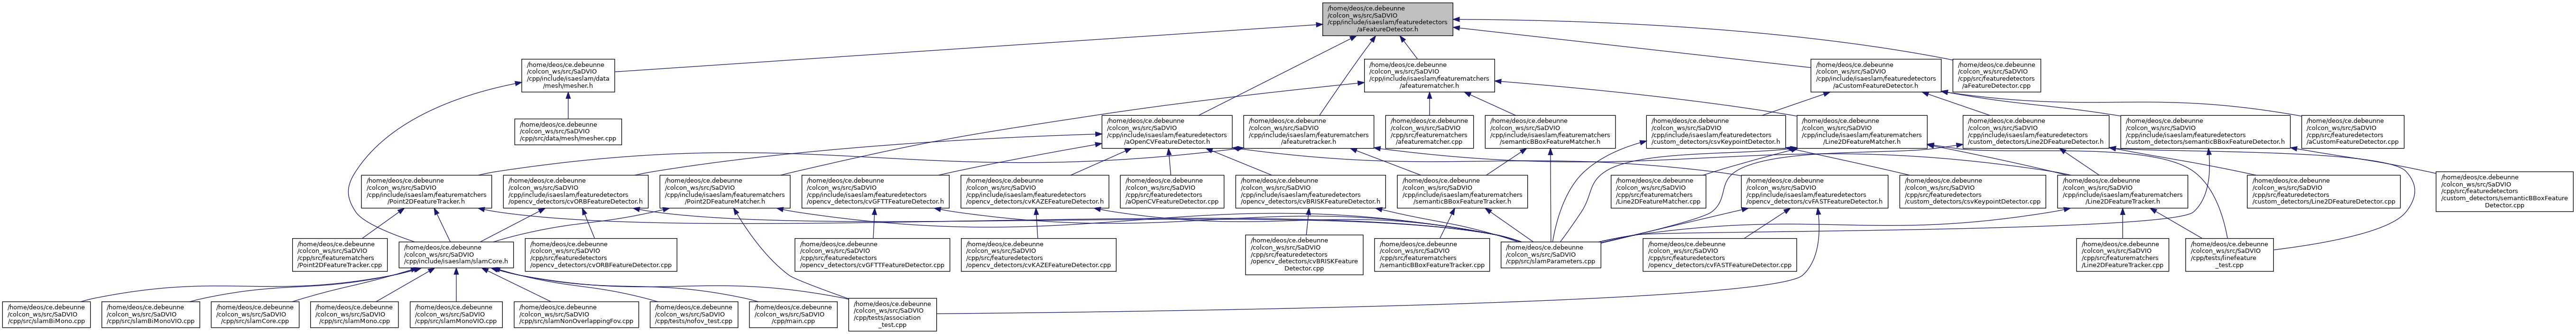 /home/deos/ce.debeunne
/colcon_ws/src/SaDVIO
/cpp/include/isaeslam/featuredetectors
/aFeatureDetector.h
/home/deos/ce.debeunne
/colcon_ws/src/SaDVIO
/cpp/include/isaeslam/data
/mesh/mesher.h
/home/deos/ce.debeunne
/colcon_ws/src/SaDVIO
/cpp/include/isaeslam/featurematchers
/afeaturematcher.h
/home/deos/ce.debeunne
/colcon_ws/src/SaDVIO
/cpp/include/isaeslam/featuredetectors
/aCustomFeatureDetector.h
/home/deos/ce.debeunne
/colcon_ws/src/SaDVIO
/cpp/src/featuredetectors
/aFeatureDetector.cpp
/home/deos/ce.debeunne
/colcon_ws/src/SaDVIO
/cpp/src/data/mesh/mesher.cpp
/home/deos/ce.debeunne
/colcon_ws/src/SaDVIO
/cpp/include/isaeslam/featuredetectors
/aOpenCVFeatureDetector.h
/home/deos/ce.debeunne
/colcon_ws/src/SaDVIO
/cpp/include/isaeslam/featurematchers
/afeaturetracker.h
/home/deos/ce.debeunne
/colcon_ws/src/SaDVIO
/cpp/src/featurematchers
/afeaturematcher.cpp
/home/deos/ce.debeunne
/colcon_ws/src/SaDVIO
/cpp/include/isaeslam/featurematchers
/semanticBBoxFeatureMatcher.h
/home/deos/ce.debeunne
/colcon_ws/src/SaDVIO
/cpp/include/isaeslam/featuredetectors
/custom_detectors/csvKeypointDetector.h
/home/deos/ce.debeunne
/colcon_ws/src/SaDVIO
/cpp/include/isaeslam/featurematchers
/Line2DFeatureMatcher.h
/home/deos/ce.debeunne
/colcon_ws/src/SaDVIO
/cpp/include/isaeslam/featuredetectors
/custom_detectors/Line2DFeatureDetector.h
/home/deos/ce.debeunne
/colcon_ws/src/SaDVIO
/cpp/include/isaeslam/featuredetectors
/custom_detectors/semanticBBoxFeatureDetector.h
/home/deos/ce.debeunne
/colcon_ws/src/SaDVIO
/cpp/src/featuredetectors
/aCustomFeatureDetector.cpp
/home/deos/ce.debeunne
/colcon_ws/src/SaDVIO
/cpp/include/isaeslam/featurematchers
/Point2DFeatureTracker.h
/home/deos/ce.debeunne
/colcon_ws/src/SaDVIO
/cpp/include/isaeslam/featuredetectors
/opencv_detectors/cvORBFeatureDetector.h
/home/deos/ce.debeunne
/colcon_ws/src/SaDVIO
/cpp/include/isaeslam/featurematchers
/Point2DFeatureMatcher.h
/home/deos/ce.debeunne
/colcon_ws/src/SaDVIO
/cpp/include/isaeslam/featuredetectors
/opencv_detectors/cvGFTTFeatureDetector.h
/home/deos/ce.debeunne
/colcon_ws/src/SaDVIO
/cpp/include/isaeslam/featuredetectors
/opencv_detectors/cvKAZEFeatureDetector.h
/home/deos/ce.debeunne
/colcon_ws/src/SaDVIO
/cpp/src/featuredetectors
/aOpenCVFeatureDetector.cpp
/home/deos/ce.debeunne
/colcon_ws/src/SaDVIO
/cpp/include/isaeslam/featuredetectors
/opencv_detectors/cvBRISKFeatureDetector.h
/home/deos/ce.debeunne
/colcon_ws/src/SaDVIO
/cpp/include/isaeslam/featurematchers
/semanticBBoxFeatureTracker.h
/home/deos/ce.debeunne
/colcon_ws/src/SaDVIO
/cpp/src/featurematchers
/Line2DFeatureMatcher.cpp
/home/deos/ce.debeunne
/colcon_ws/src/SaDVIO
/cpp/include/isaeslam/featuredetectors
/opencv_detectors/cvFASTFeatureDetector.h
/home/deos/ce.debeunne
/colcon_ws/src/SaDVIO
/cpp/src/featuredetectors
/custom_detectors/csvKeypointDetector.cpp
/home/deos/ce.debeunne
/colcon_ws/src/SaDVIO
/cpp/include/isaeslam/featurematchers
/Line2DFeatureTracker.h
/home/deos/ce.debeunne
/colcon_ws/src/SaDVIO
/cpp/src/featuredetectors
/custom_detectors/Line2DFeatureDetector.cpp
/home/deos/ce.debeunne
/colcon_ws/src/SaDVIO
/cpp/src/featuredetectors
/custom_detectors/semanticBBoxFeature
Detector.cpp
/home/deos/ce.debeunne
/colcon_ws/src/SaDVIO
/cpp/src/featurematchers
/Point2DFeatureTracker.cpp
/home/deos/ce.debeunne
/colcon_ws/src/SaDVIO
/cpp/include/isaeslam/slamCore.h
/home/deos/ce.debeunne
/colcon_ws/src/SaDVIO
/cpp/src/featuredetectors
/opencv_detectors/cvORBFeatureDetector.cpp
/home/deos/ce.debeunne
/colcon_ws/src/SaDVIO
/cpp/src/featuredetectors
/opencv_detectors/cvGFTTFeatureDetector.cpp
/home/deos/ce.debeunne
/colcon_ws/src/SaDVIO
/cpp/src/featuredetectors
/opencv_detectors/cvKAZEFeatureDetector.cpp
/home/deos/ce.debeunne
/colcon_ws/src/SaDVIO
/cpp/src/featuredetectors
/opencv_detectors/cvBRISKFeature
Detector.cpp
/home/deos/ce.debeunne
/colcon_ws/src/SaDVIO
/cpp/src/featurematchers
/semanticBBoxFeatureTracker.cpp
/home/deos/ce.debeunne
/colcon_ws/src/SaDVIO
/cpp/src/slamParameters.cpp
/home/deos/ce.debeunne
/colcon_ws/src/SaDVIO
/cpp/src/featuredetectors
/opencv_detectors/cvFASTFeatureDetector.cpp
/home/deos/ce.debeunne
/colcon_ws/src/SaDVIO
/cpp/src/featurematchers
/Line2DFeatureTracker.cpp
/home/deos/ce.debeunne
/colcon_ws/src/SaDVIO
/cpp/tests/linefeature
_test.cpp
/home/deos/ce.debeunne
/colcon_ws/src/SaDVIO
/cpp/src/slamBiMono.cpp
/home/deos/ce.debeunne
/colcon_ws/src/SaDVIO
/cpp/src/slamBiMonoVIO.cpp
/home/deos/ce.debeunne
/colcon_ws/src/SaDVIO
/cpp/src/slamCore.cpp
/home/deos/ce.debeunne
/colcon_ws/src/SaDVIO
/cpp/src/slamMono.cpp
/home/deos/ce.debeunne
/colcon_ws/src/SaDVIO
/cpp/src/slamMonoVIO.cpp
/home/deos/ce.debeunne
/colcon_ws/src/SaDVIO
/cpp/src/slamNonOverlappingFov.cpp
/home/deos/ce.debeunne
/colcon_ws/src/SaDVIO
/cpp/tests/nofov_test.cpp
/home/deos/ce.debeunne
/colcon_ws/src/SaDVIO
/cpp/main.cpp
/home/deos/ce.debeunne
/colcon_ws/src/SaDVIO
/cpp/tests/association
_test.cpp